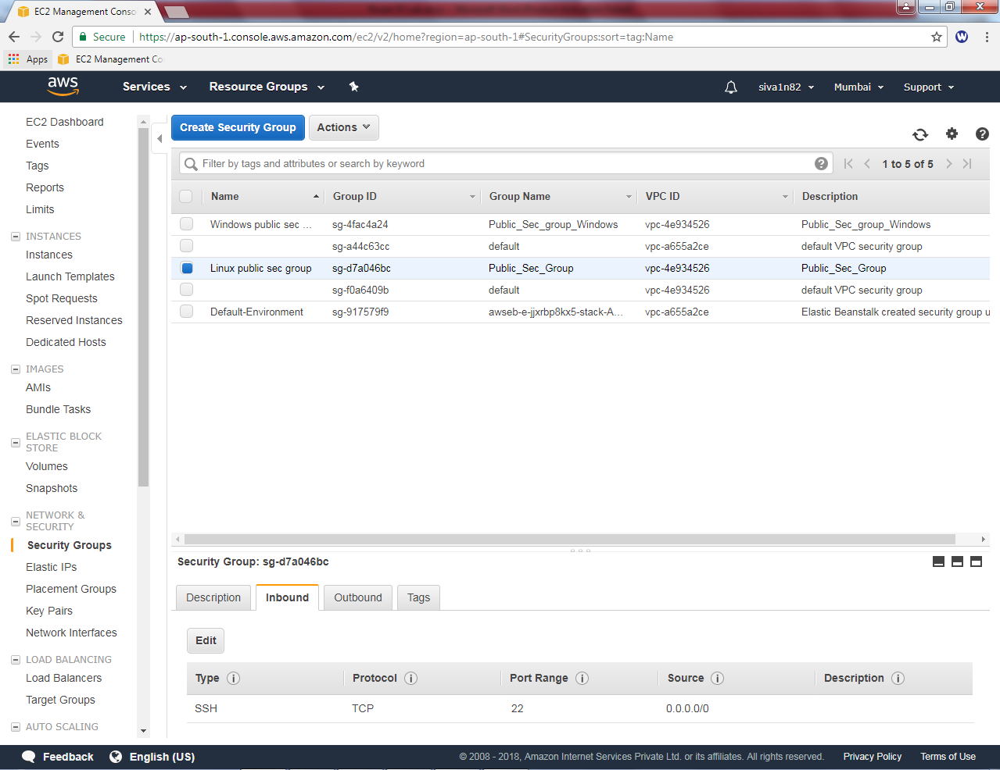 EC2 Management Conso
Secure https://ap-south-1.console.aws.amazon.com/ec2/v2/home?region=ap-south-1#SecurityGroups:sort=tag:Name
Apps EC2 Management Co
aws Services Resource Groups siva1n82 Mumbai Support
EC2 Dashboard
Events
Tags
Reports
Limits
INSTANCES
Instances
Launch Templates
Spot Requests
Reserved Instances
Dedicated Hosts
IMAGES
AMIs
Bundle Tasks
ELASTIC BLOCK
STORE
Volumes
Snapshots
NETWORK &
SECURITY
Security Groups
Elastic IPs
Placement Groups
Key Pairs
Network Interfaces
LOAD BALANCING
Load Balancers
Target Groups
AUTO SCALING
Create Security Group Actions
Filter by tags and attributes or search by keyword 1 to 5 of 5
Name Group ID Group Name VPC ID Description
Windows public sec ... sg-4fac4a24 Public_Sec_group_Windows vpc-4e934526 Public_Sec_group_Windows
sg-a44c63cc default vpc-a655a2ce default VPC security group
Linux public sec group sg-d7a046bc Public_Sec_Group vpc-4e934526 Public_Sec_Group
sg-f0a6409b default vpc-4e934526 default VPC security group
Default-Environment sg-917579f9 awseb-e-jjxrbp8kx5-stack-A... vpc-a655a2ce Elastic Beanstalk created security group u
Security Group: sg-d7a046bc
Description Inbound Outbound Tags
Edit
Type Protocol Port Range Source Description
SSH TCP 22 0.0.0.0/0
Feedback English (US) © 2008 - 2018, Amazon Internet Services Private Ltd. or its affiliates. All rights reserved. Privacy Policy Terms of Use